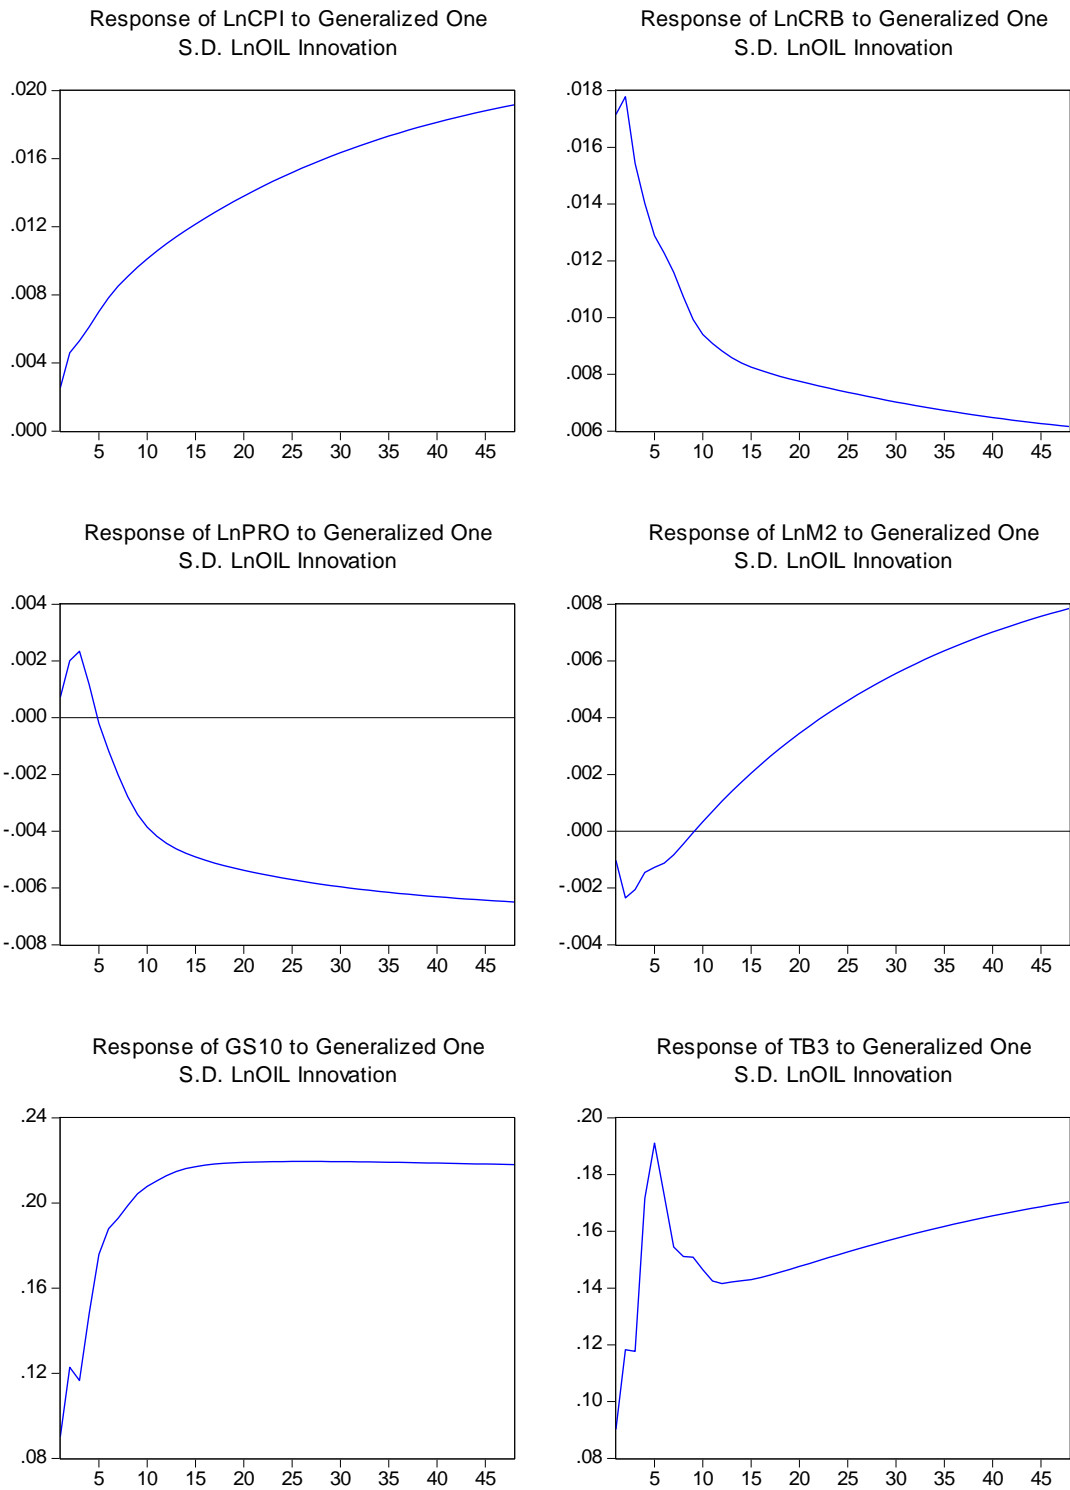 Response of LnCPI to Generalized One
S.D. LnOIL Innovation
.020
.016
.012
.008
.004
.000
5 10 15 20 25 30 35 40 45
Response of LnCRB to Generalized One
S.D. LnOIL Innovation
.018
.016
.014
.012
.010
.008
.006
5 10 15 20 25 30 35 40 45
Response of LnPRO to Generalized One
S.D. LnOIL Innovation
.004
.002
.000
-.002
-.004
-.006
-.008
5 10 15 20 25 30 35 40 45
Response of LnM2 to Generalized One
S.D. LnOIL Innovation
.008
.006
.004
.002
.000
-.002
-.004
5 10 15 20 25 30 35 40 45
Response of GS10 to Generalized One
S.D. LnOIL Innovation
.24
.20
.16
.12
.08
5 10 15 20 25 30 35 40 45
Response of TB3 to Generalized One
S.D. LnOIL Innovation
.20
.18
.16
.14
.12
.10
.08
5 10 15 20 25 30 35 40 45